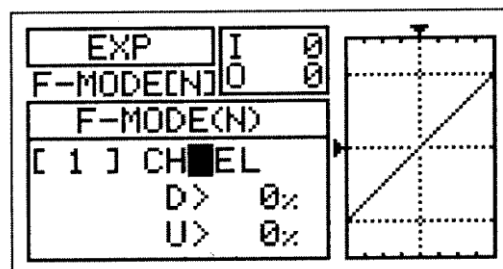 EXP
I 0
F-MODE[N]
O 0
F-MODE(N)
[ 1 ] CH■EL
D> 0%
U> 0%